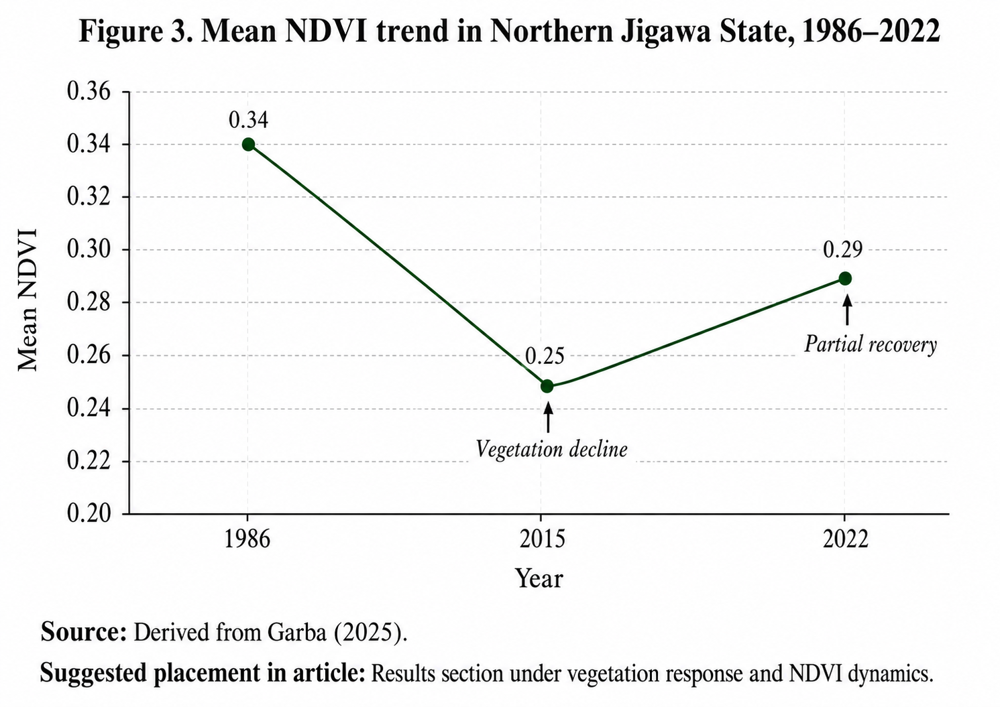 Figure 3. Mean NDVI trend in Northern Jigawa State, 1986–2022
0.36
0.34
0.34
0.32
Mean NDVI
0.30
0.29
0.28
Partial recovery
0.26
0.25
0.24
Vegetation decline
0.22
0.20
1986
2015
2022
Year
Source: Derived from Garba (2025).
Suggested placement in article: Results section under vegetation response and NDVI dynamics.